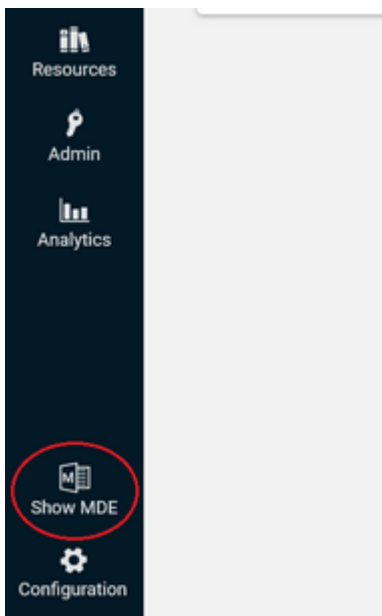 Resources
Admin
Analytics
M
Show MDE
Configuration